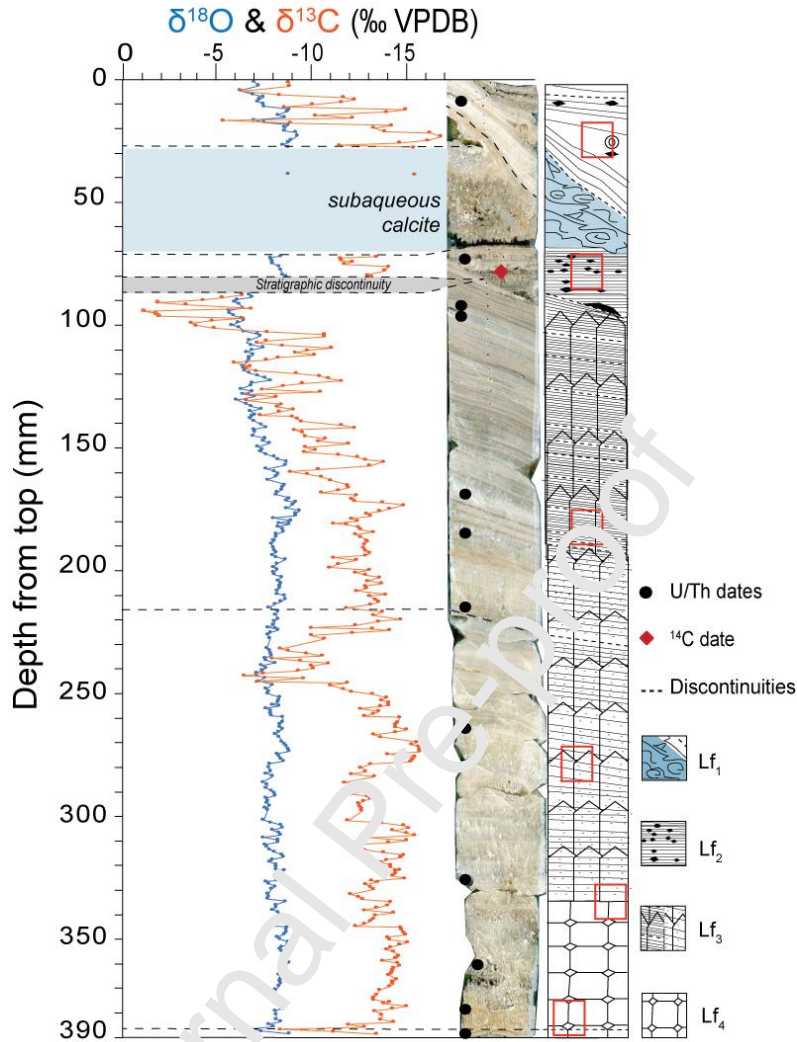 δ18O & δ13C (‰ VPDB)
0 -5 -10 -15
0
50
100
150
200
250
300
350
390
Depth from top (mm)
subaqueous
calcite
Stratigraphic discontinuity
U/Th dates
14C date
Discontinuities
Lf1
Lf2
Lf3
Lf4
rnal Pre-proof